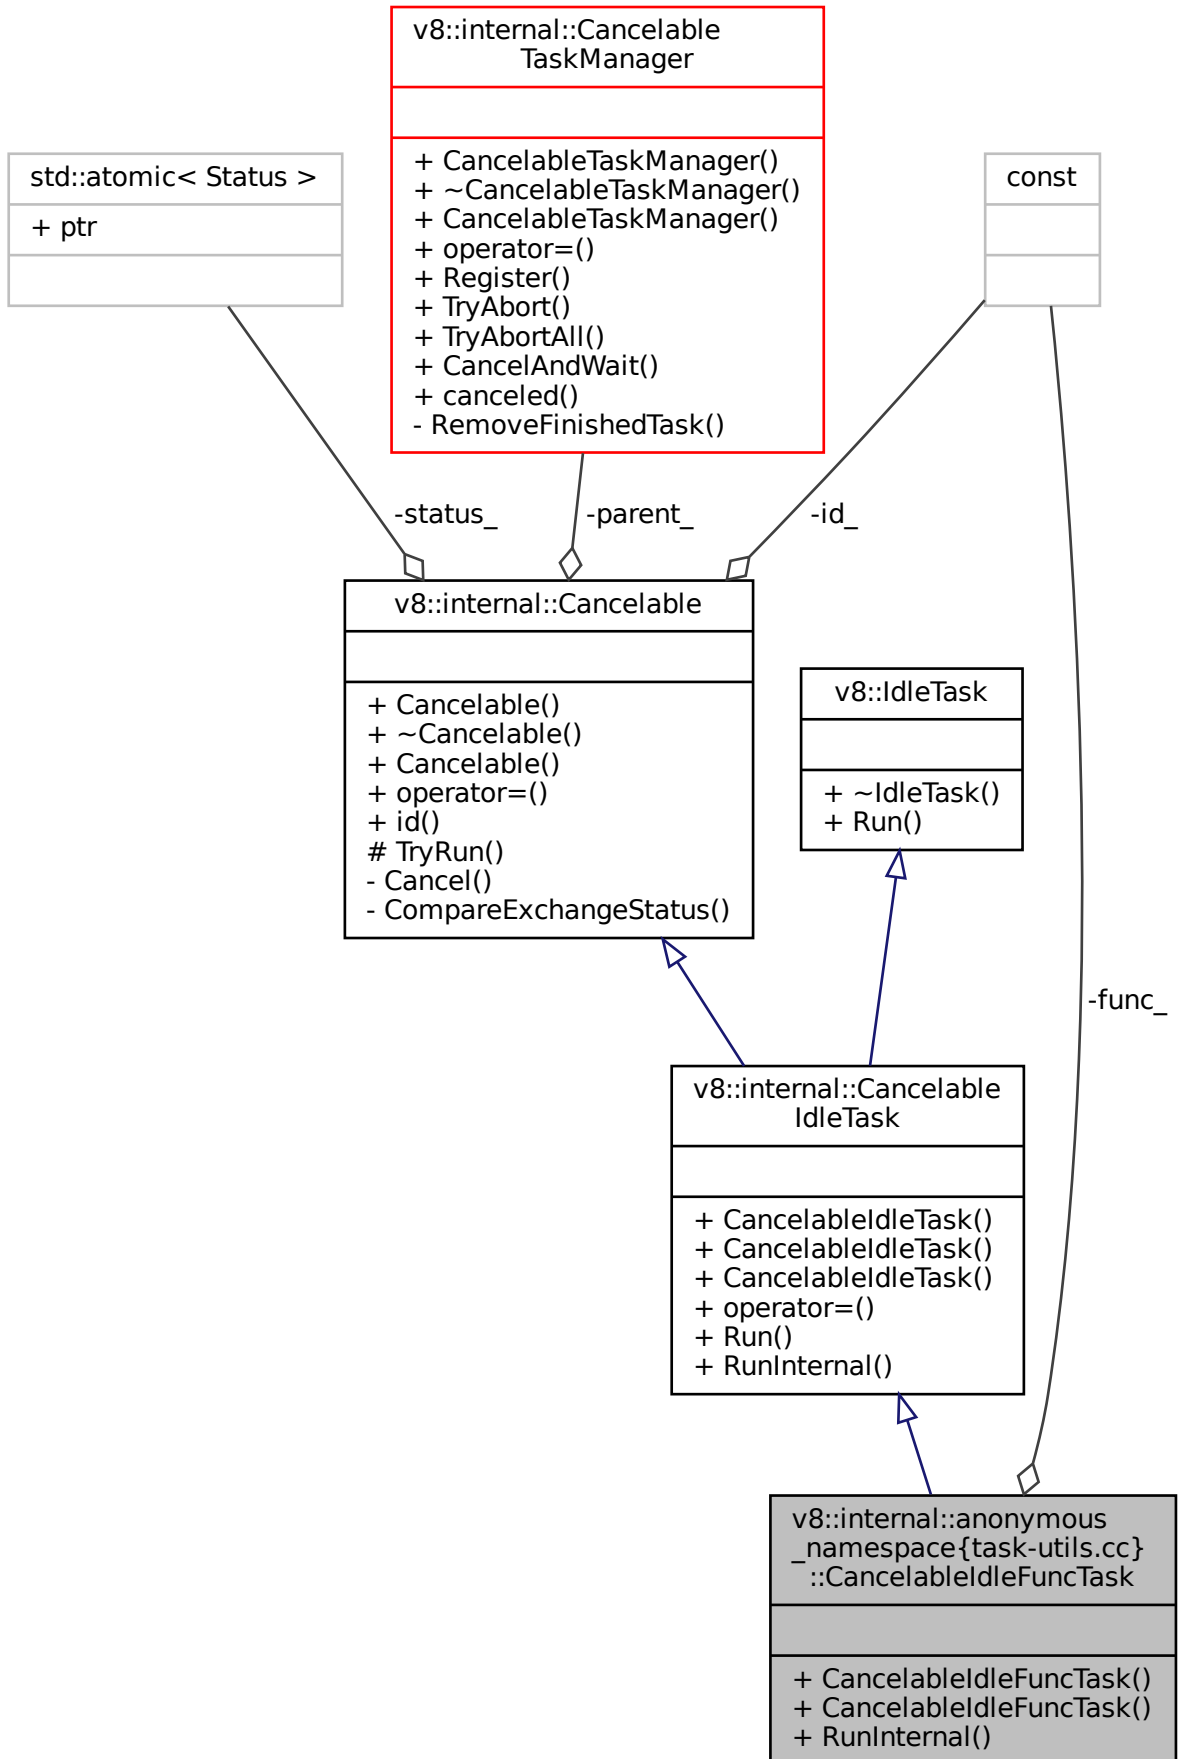 v8::internal::Cancelable
TaskManager
+ CancelableTaskManager()
+ ~CancelableTaskManager()
+ CancelableTaskManager()
+ operator=()
+ Register()
+ TryAbort()
+ TryAbortAll()
+ CancelAndWait()
+ canceled()
- RemoveFinishedTask()
std::atomic< Status >
+ ptr
const
-status_
-parent_
-id_
v8::internal::Cancelable
+ Cancelable()
+ ~Cancelable()
+ Cancelable()
+ operator=()
+ id()
# TryRun()
- Cancel()
- CompareExchangeStatus()
v8::IdleTask
+ ~IdleTask()
+ Run()
-func_
v8::internal::Cancelable
IdleTask
+ CancelableIdleTask()
+ CancelableIdleTask()
+ CancelableIdleTask()
+ operator=()
+ Run()
+ RunInternal()
v8::internal::anonymous
_namespace{task-utils.cc}
::CancelableIdleFuncTask
+ CancelableIdleFuncTask()
+ CancelableIdleFuncTask()
+ RunInternal()